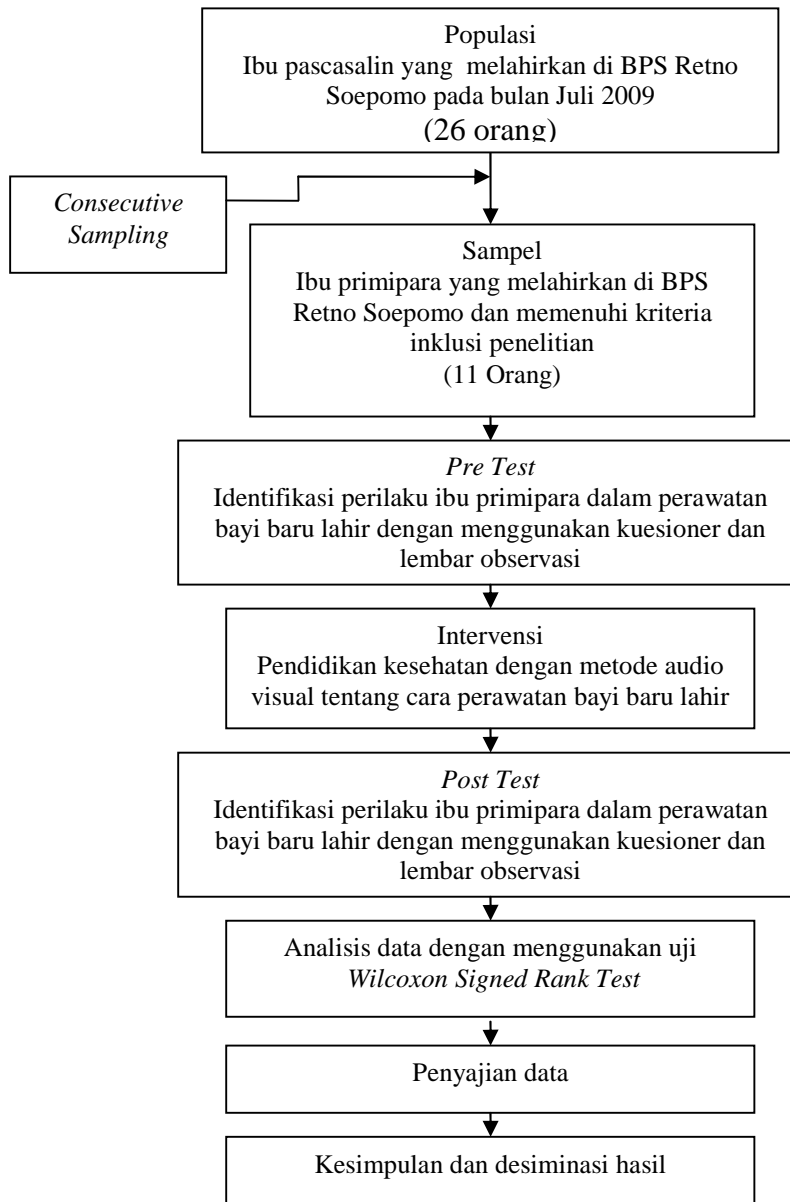 Populasi
Ibu pascasalin yang melahirkan di BPS Retno
Soepomo pada bulan Juli 2009
(26 orang)
Consecutive
Sampling
Sampel
Ibu primipara yang melahirkan di BPS
Retno Soepomo dan memenuhi kriteria
inklusi penelitian
(11 Orang)
Pre Test
Identifikasi perilaku ibu primipara dalam perawatan
bayi baru lahir dengan menggunakan kuesioner dan
lembar observasi
Intervensi
Pendidikan kesehatan dengan metode audio
visual tentang cara perawatan bayi baru lahir
Post Test
Identifikasi perilaku ibu primipara dalam perawatan
bayi baru lahir dengan menggunakan kuesioner dan
lembar observasi
Analisis data dengan menggunakan uji
Wilcoxon Signed Rank Test
Penyajian data
Kesimpulan dan desiminasi hasil